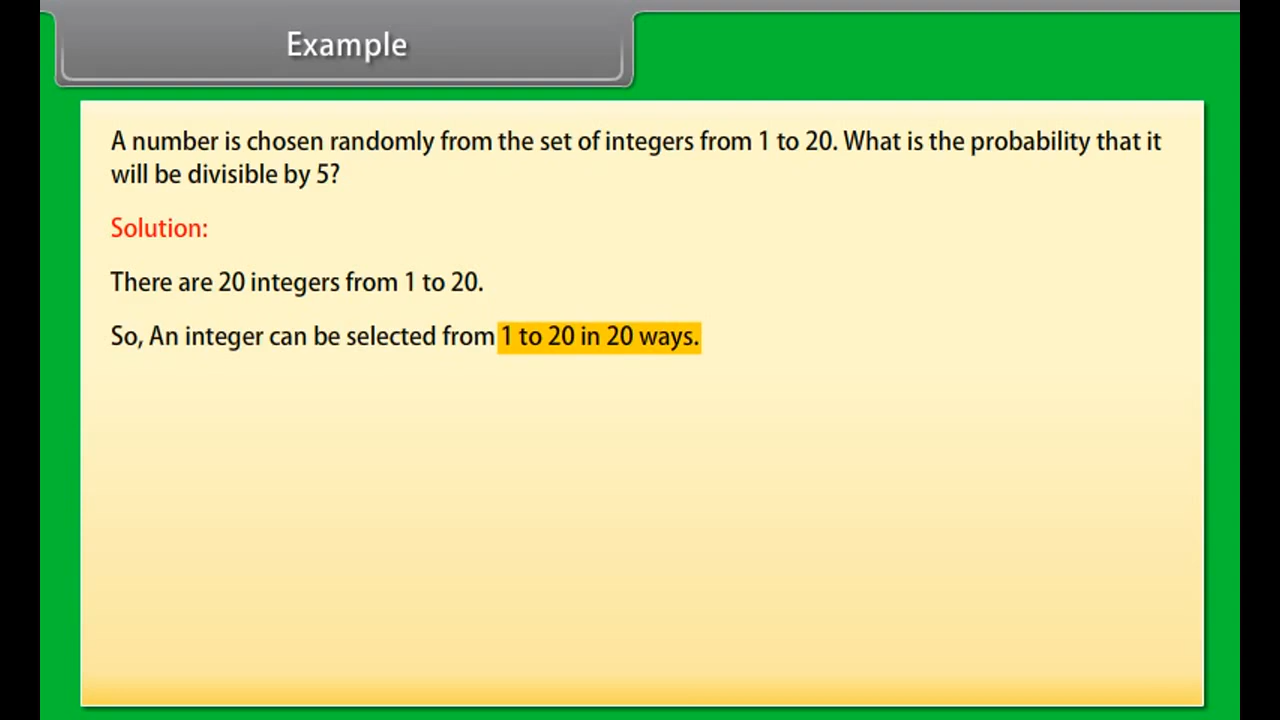 Example
A number is chosen randomly from the set of integers from 1 to 20. What is the probability that it
will be divisible by 5?
Solution:
There are 20 integers from 1 to 20.
So, An integer can be selected from 1 to 20 in 20 ways.